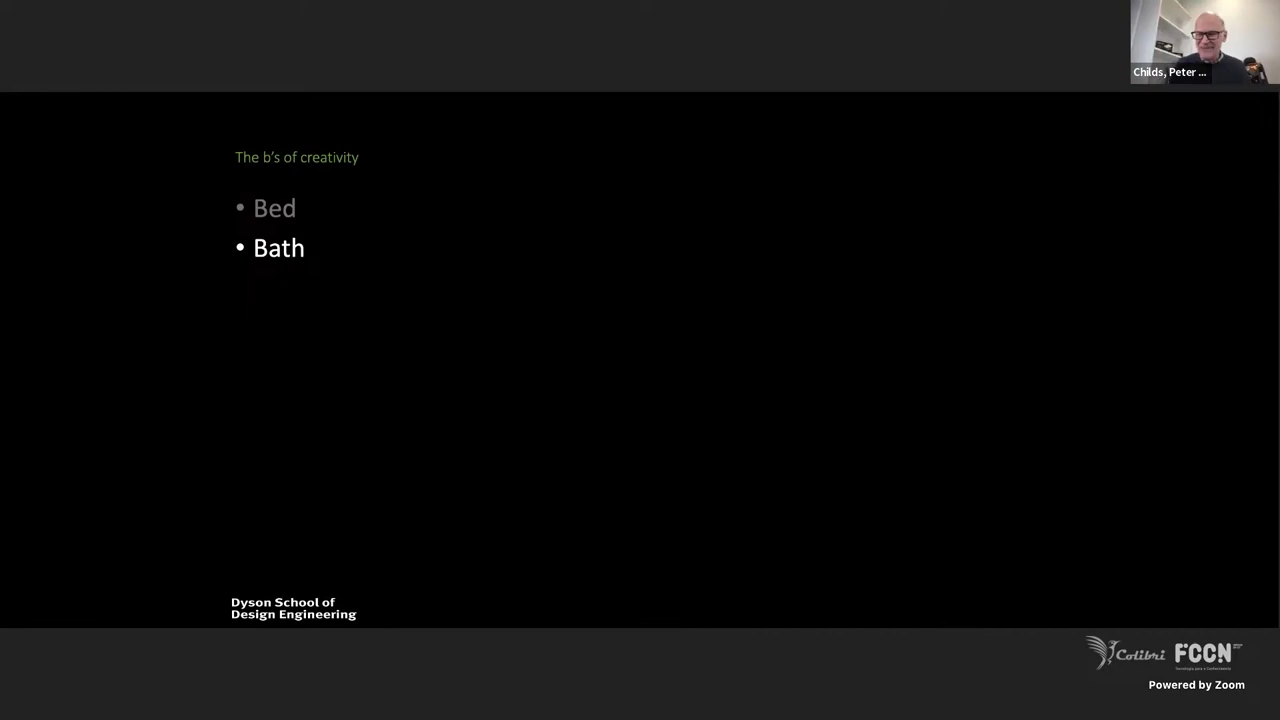 Childs, Peter ...
The b's of creativity
• Bed
• Bath
Dyson School of
Design Engineering
Colibri FCCN
Powered by Zoom